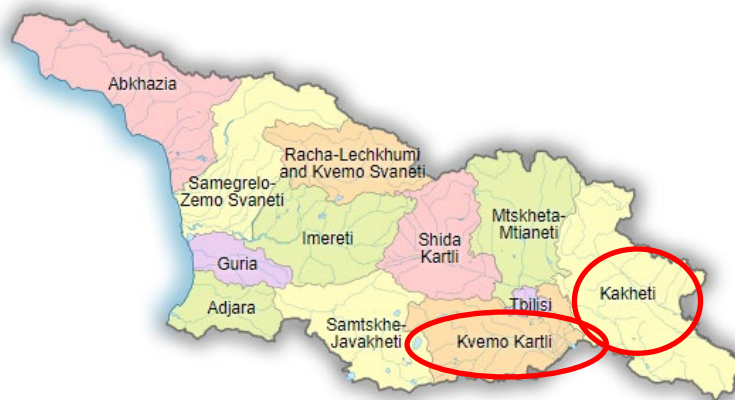 Abkhazia
Racha-Lechkhumi
and Kvemo Svaneti
Samegrelo-
Zemo Svaneti
Mtskheta-
Mtianeti
Imereti
Shida
Kartli
Guria
Kakheti
Adjara
Tbilisi
Samtskhe-
Javakheti
Kvemo Kartli